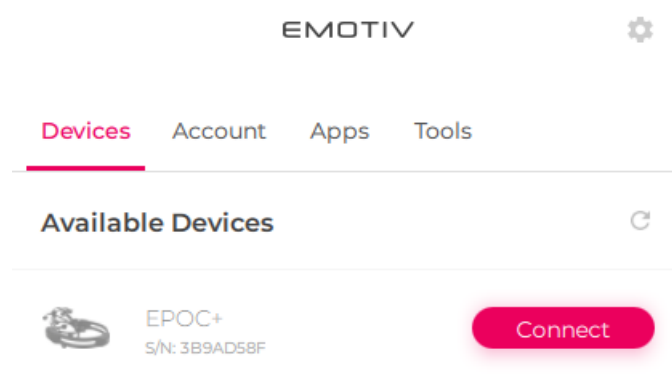 EMOTIV
Devices Account Apps Tools
Available Devices
EPOC+
S/N: 3B9AD58F
Connect